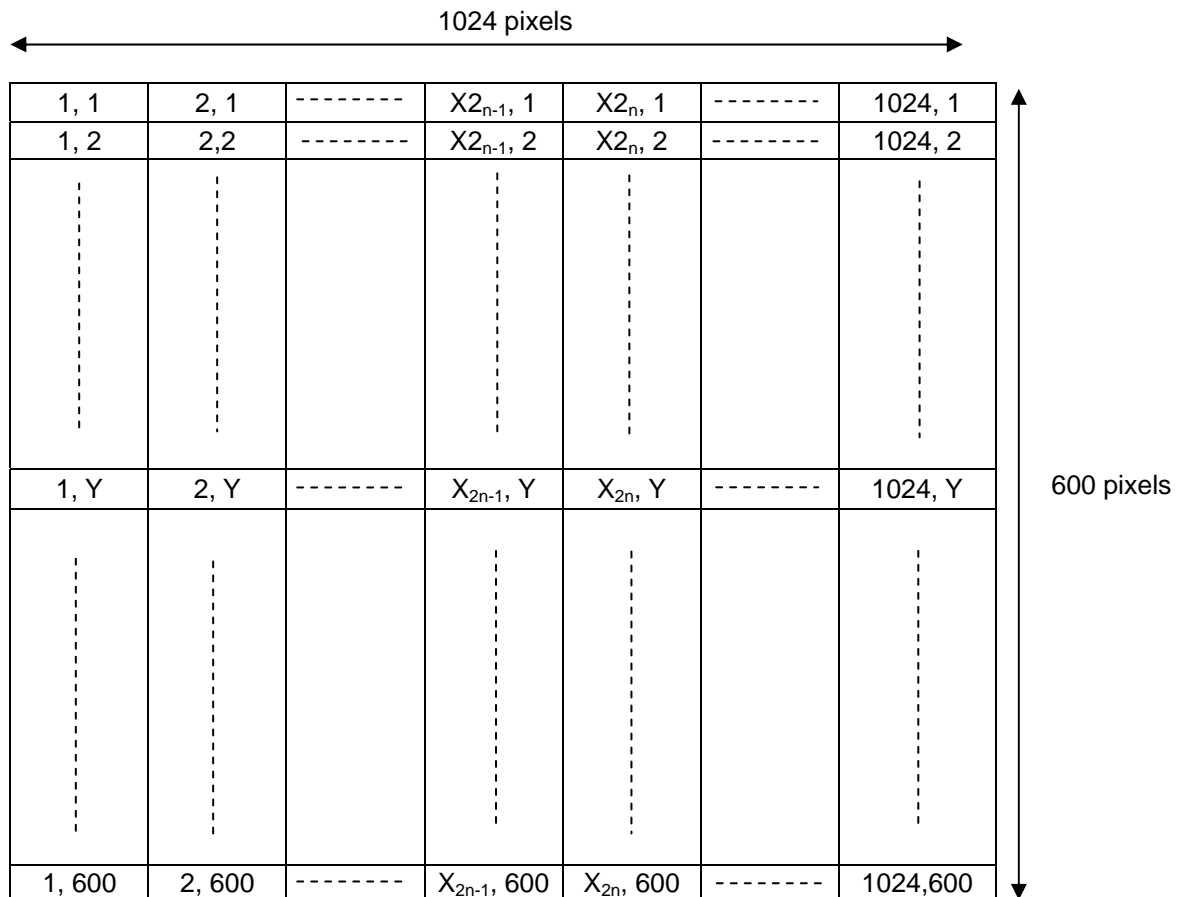 1024 pixels
1, 1 2, 1 -------- X2n-1, 1 X2n, 1 -------- 1024, 1
1, 2 2,2 -------- X2n-1, 2 X2n, 2 -------- 1024, 2
1, Y 2, Y -------- X2n-1, Y X2n, Y -------- 1024, Y
600 pixels
1, 600 2, 600 -------- X2n-1, 600 X2n, 600 -------- 1024,600